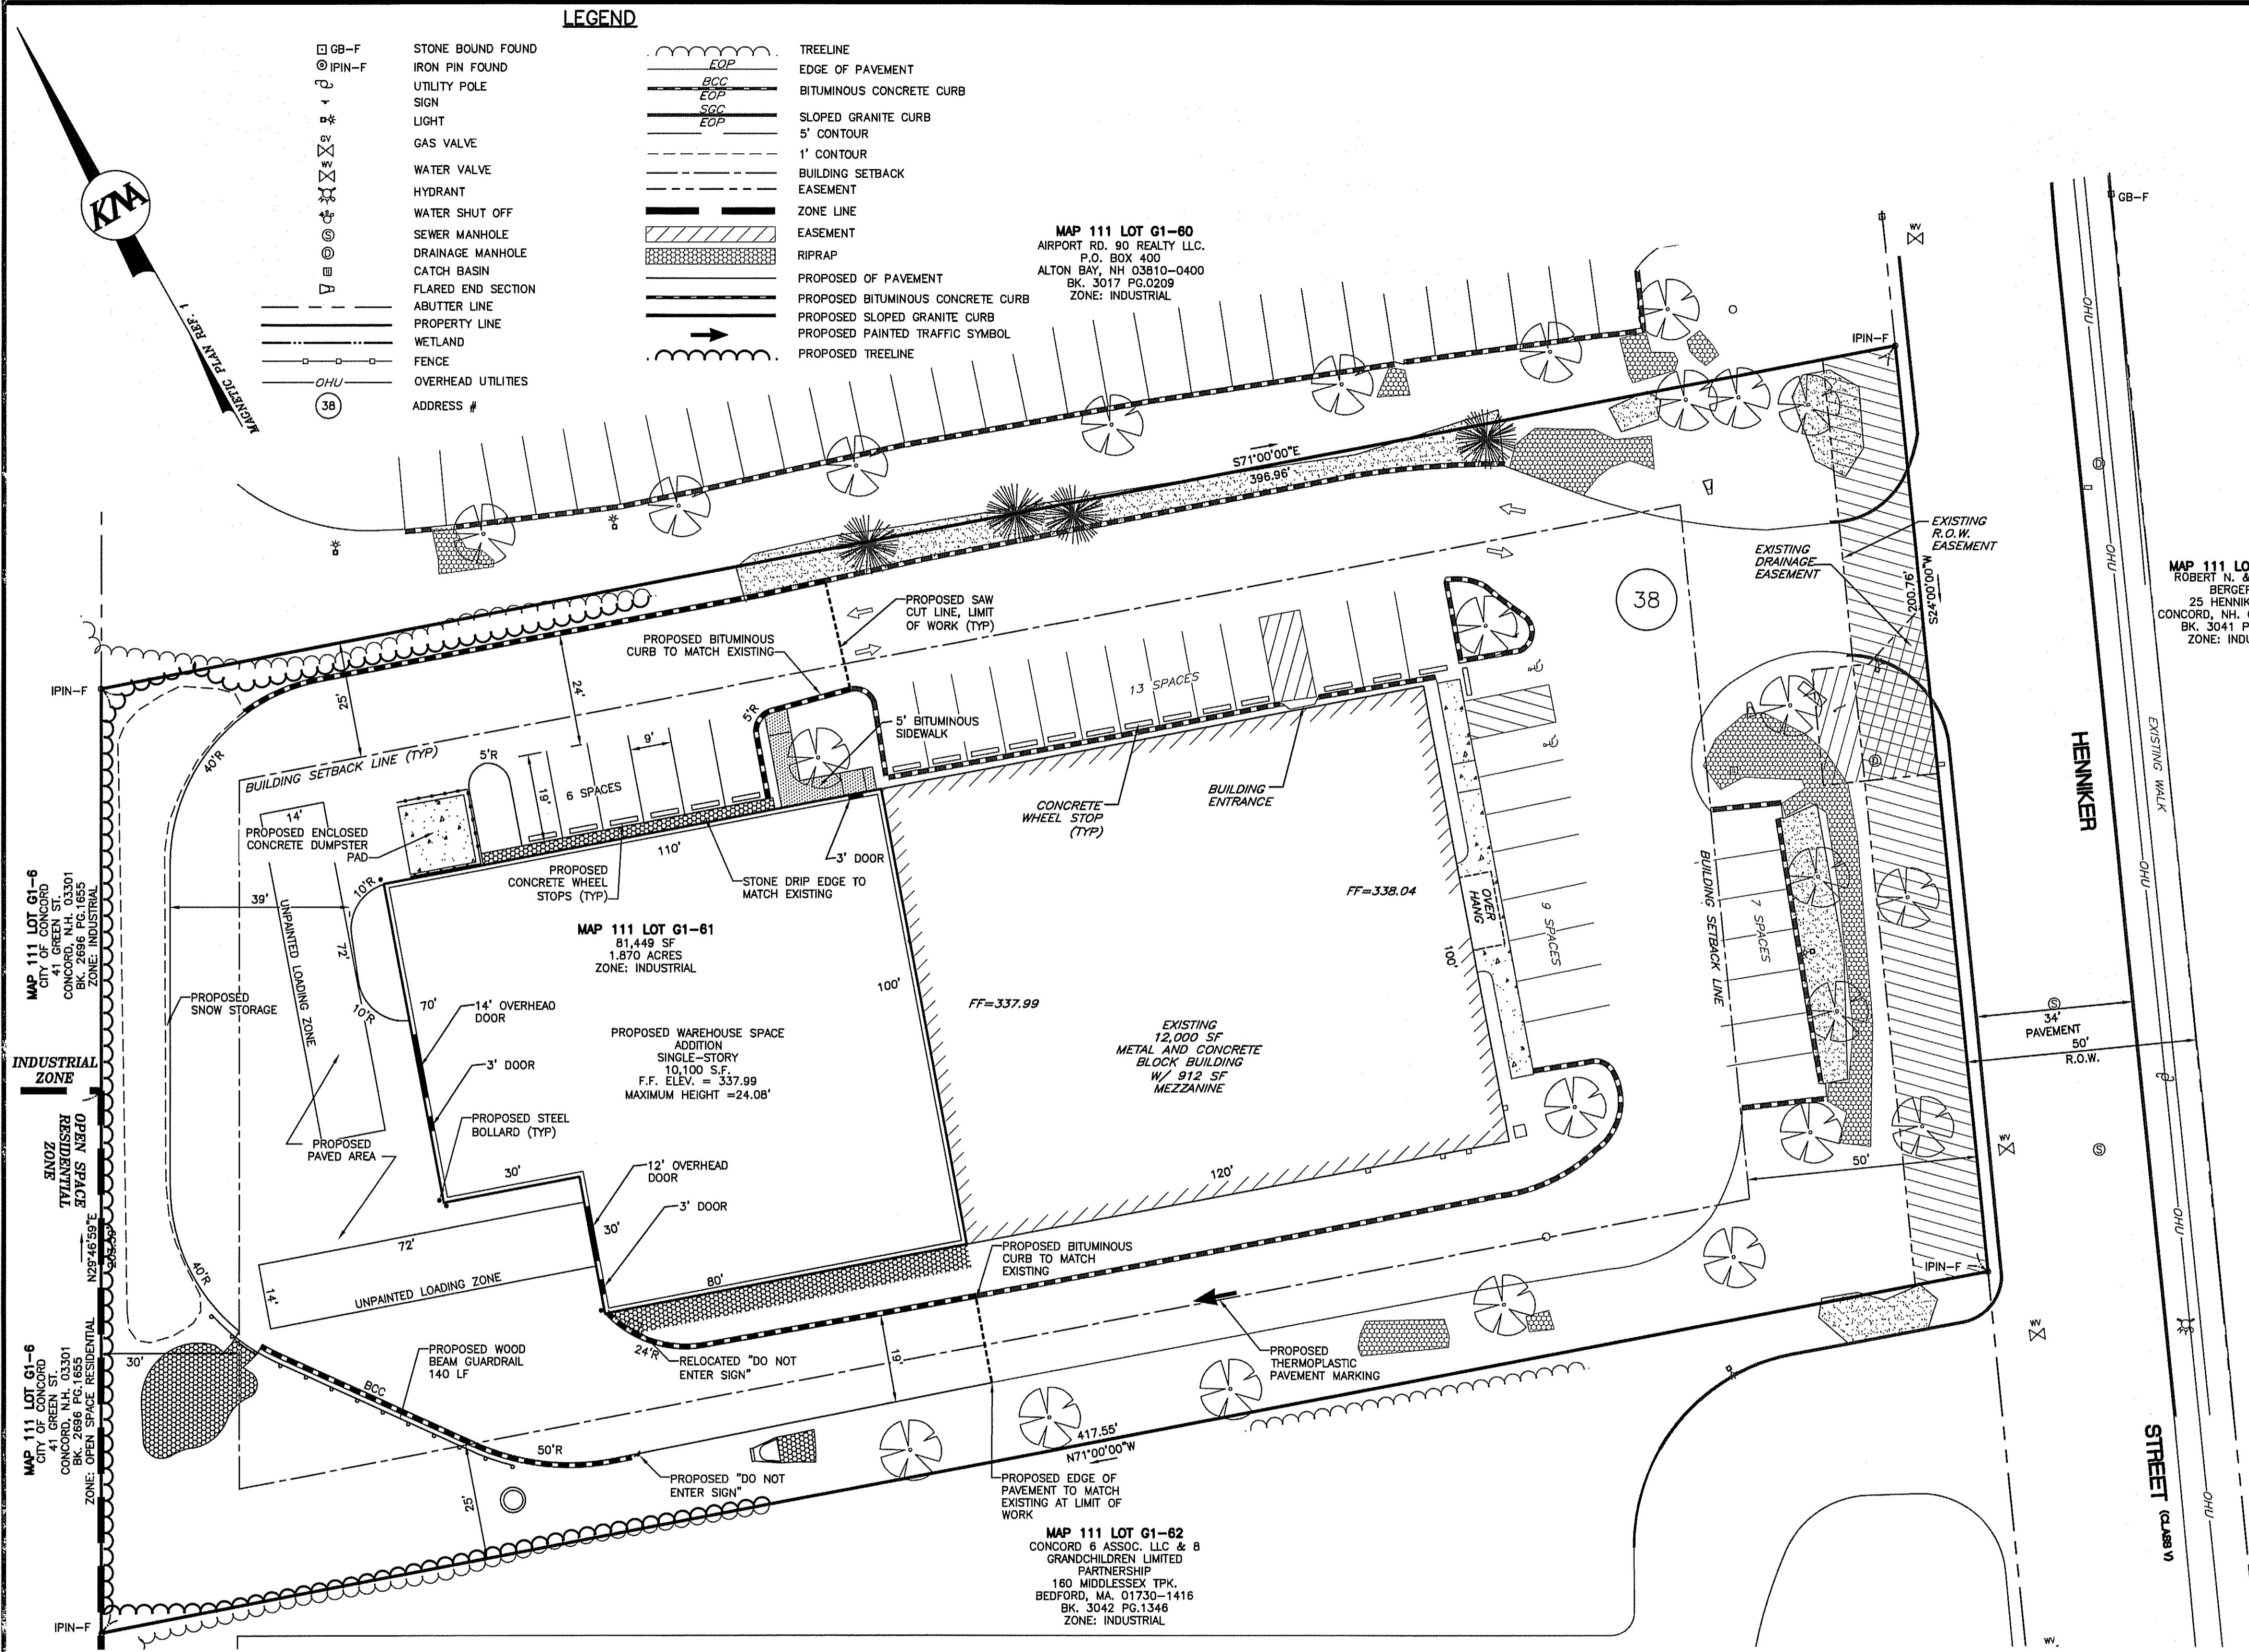 LEGEND
GB-F STONE BOUND FOUND
IPIN-F IRON PIN FOUND
UTILITY POLE
SIGN
LIGHT
GV
GAS VALVE
WV
WATER VALVE
HYDRANT
WATER SHUT OFF
S SEWER MANHOLE
D DRAINAGE MANHOLE
CATCH BASIN
FLARED END SECTION
ABUTTER LINE
PROPERTY LINE
WETLAND
FENCE
OHU OVERHEAD UTILITIES
38 ADDRESS #
TREELINE
EOP EDGE OF PAVEMENT
BCC
EOP
BITUMINOUS CONCRETE CURB
SGC
EOP
SLOPED GRANITE CURB
5' CONTOUR
1' CONTOUR
BUILDING SETBACK
EASEMENT
ZONE LINE
EASEMENT
RIPRAP
PROPOSED OF PAVEMENT
PROPOSED BITUMINOUS CONCRETE CURB
PROPOSED SLOPED GRANITE CURB
PROPOSED PAINTED TRAFFIC SYMBOL
PROPOSED TREELINE
KNA
MAGNETIC PLAN REF. 1
MAP 111 LOT G1-60
AIRPORT RD. 90 REALTY LLC.
P.O. BOX 400
ALTON BAY, NH 03810-0400
BK. 3017 PG.0209
ZONE: INDUSTRIAL
GB-F
WV
IPIN-F
OHU
S71°00'00"E
396.96'
D
EXISTING
R.O.W.
EASEMENT
EXISTING
DRAINAGE
EASEMENT
200.76'
S24°00'00"W
OHU
MAP 111 LO
ROBERT N. &
BERGER
25 HENNIK
CONCORD, NH.
BK. 3041 P
ZONE: INDU
38
PROPOSED SAW
CUT LINE, LIMIT
OF WORK (TYP)
PROPOSED BITUMINOUS
CURB TO MATCH EXISTING
IPIN-F
25'
24'
13 SPACES
5'R
5' BITUMINOUS
SIDEWALK
9'
40'R
BUILDING SETBACK LINE (TYP)
5'R
19'
6 SPACES
14'
PROPOSED ENCLOSED
CONCRETE DUMPSTER
PAD
110'
3' DOOR
CONCRETE
WHEEL STOP
(TYP)
BUILDING
ENTRANCE
D
HENNIKER
EXISTING WALK
PROPOSED
CONCRETE WHEEL
STOPS (TYP)
STONE DRIP EDGE TO
MATCH EXISTING
10'R
39'
UNPAINTED LOADING ZONE
72'
10'R
FF=338.04
OVER
HANG
9 SPACES
BUILDING SETBACK LINE
7 SPACES
OHU
MAP 111 LOT G1-6
CITY OF CONCORD
41 GREEN ST.
CONCORD, N.H. 03301
BK. 2696 PG.1655
ZONE: INDUSTRIAL
MAP 111 LOT G1-61
81,449 SF
1.870 ACRES
ZONE: INDUSTRIAL
100'
100'
FF=337.99
PROPOSED
SNOW STORAGE
70'
14' OVERHEAD
DOOR
3' DOOR
PROPOSED WAREHOUSE SPACE
ADDITION
SINGLE-STORY
10,100 S.F.
F.F. ELEV. = 337.99
MAXIMUM HEIGHT =24.08'
EXISTING
12,000 SF
METAL AND CONCRETE
BLOCK BUILDING
W/ 912 SF
MEZZANINE
S
34'
PAVEMENT
50'
R.O.W.
INDUSTRIAL
ZONE
OPEN SPACE
RESIDENTIAL
ZONE
PROPOSED STEEL
BOLLARD (TYP)
PROPOSED
PAVED AREA
30'
12' OVERHEAD
DOOR
3' DOOR
30'
120'
50'
WV
S
N29°46'59"E
72'
UNPAINTED LOADING ZONE
14'
40'R
80'
PROPOSED BITUMINOUS
CURB TO MATCH
EXISTING
IPIN-F
OHU
WV
30'
PROPOSED WOOD
BEAM GUARDRAIL
140 LF
BCC
24'R
RELOCATED "DO NOT
ENTER SIGN"
19'
PROPOSED
THERMOPLASTIC
PAVEMENT MARKING
MAP 111 LOT G1-6
CITY OF CONCORD
41 GREEN ST.
CONCORD, N.H. 03301
BK. 2696 PG.1655
ZONE: OPEN SPACE RESIDENTIAL
50'R
417.55'
N71°00'00"W
25'
PROPOSED "DO NOT
ENTER SIGN"
PROPOSED EDGE OF
PAVEMENT TO MATCH
EXISTING AT LIMIT OF
WORK
STREET (CLASS V)
OHU
MAP 111 LOT G1-62
CONCORD 6 ASSOC. LLC & 8
GRANDCHILDREN LIMITED
PARTNERSHIP
160 MIDDLESSEX TPK.
BEDFORD, MA. 01730-1416
BK. 3042 PG.1346
ZONE: INDUSTRIAL
IPIN-F
WV